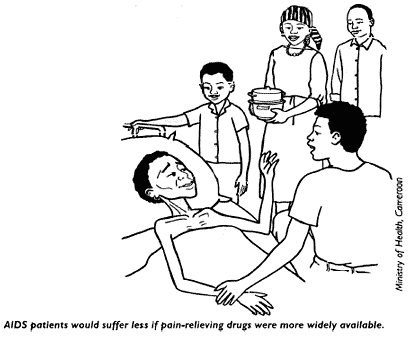 Ministry of Health, Cameroon
AIDS patients would suffer less if pain-relieving drugs were more widely available.